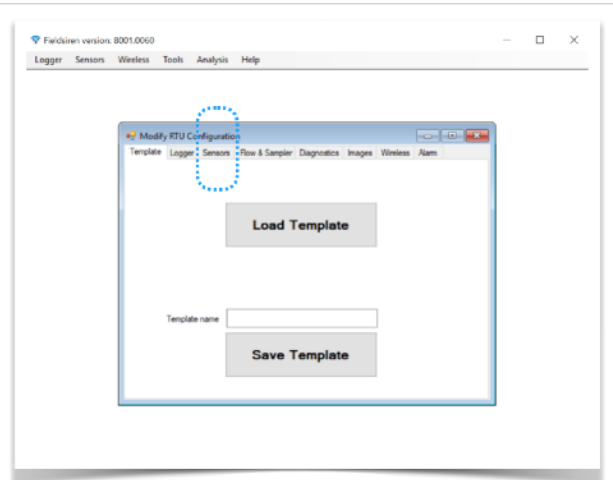 Fieldsiren version: 8001.0060
Logger Sensors Wireless Tools Analysis Help
Modify RTU Configuration
Template Logger Sensors Flow & Sampler Diagnostics Images Wireless Alarm
Load Template
Template name
Save Template